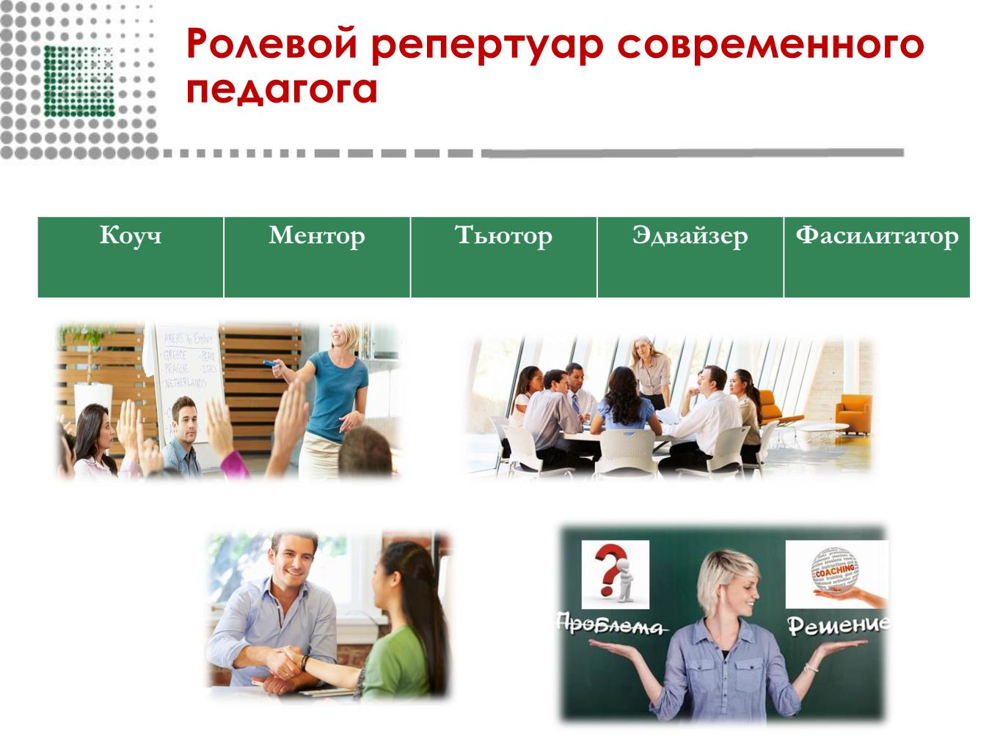 Ролевой репертуар современного
педагога
Коуч
Ментор
Тьютор
Эдвайзер
Фасилитатор
AREAS to Explore
-GREECE -PERU
-PRAGUE -ITALY
-NETHERLANDS
COACHING
Проблема
Решение